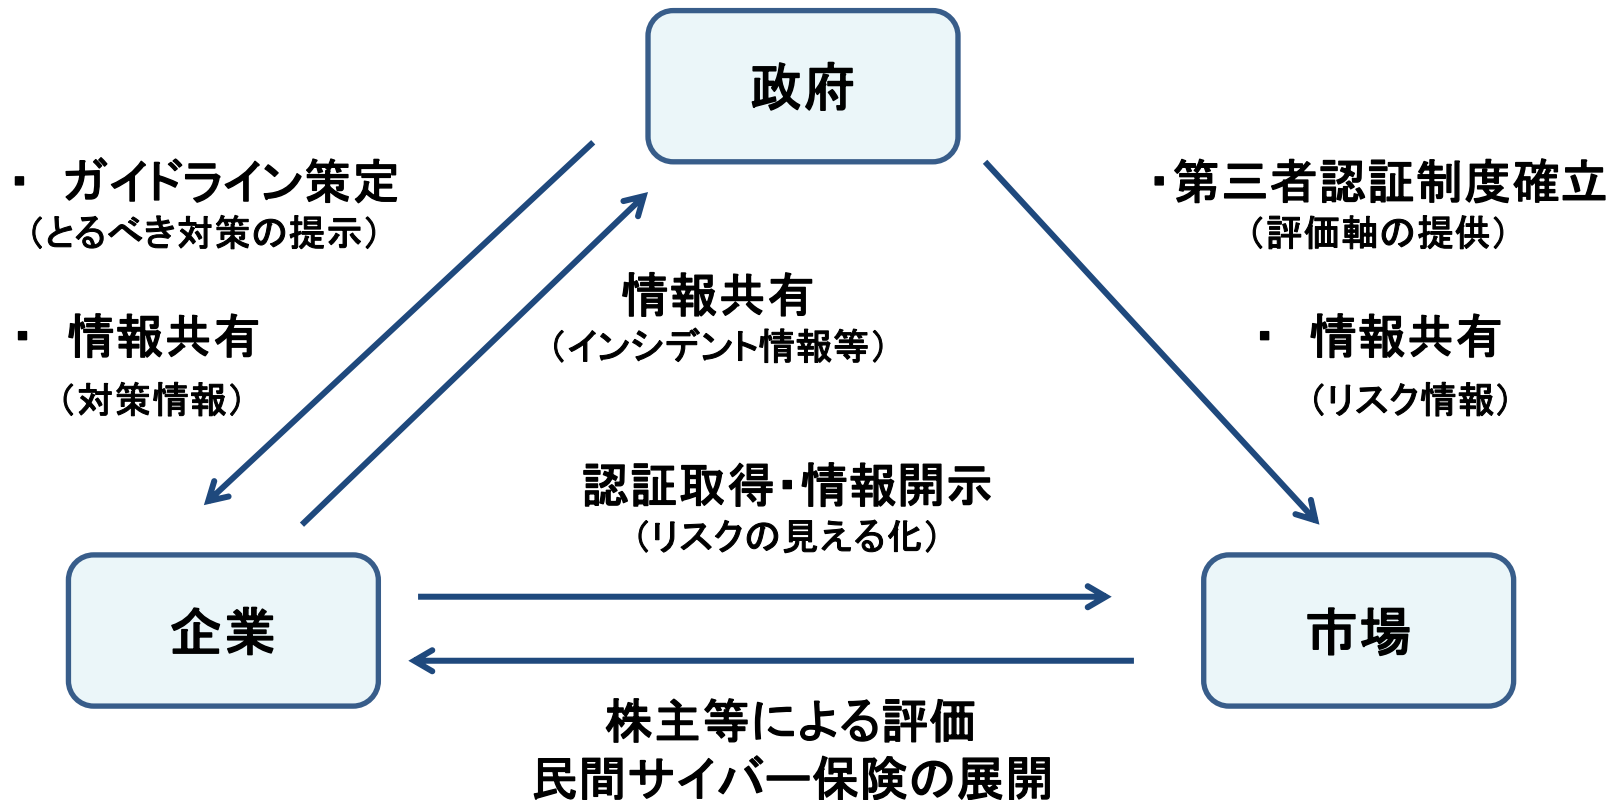 政府
・ ガイドライン策定
（とるべき対策の提示）
・ 情報共有
（対策情報）
情報共有
（インシデント情報等）
・第三者認証制度確立
（評価軸の提供）
・ 情報共有
（リスク情報）
認証取得・情報開示
（リスクの見える化）
企業
市場
株主等による評価
民間サイバー保険の展開